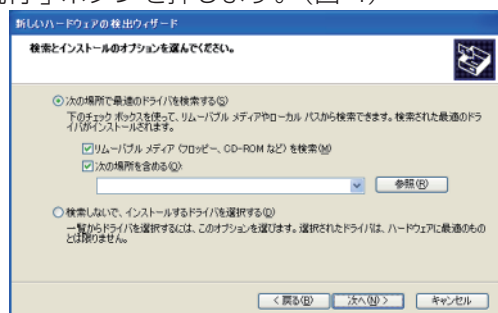 ボタンを押します。(図4)
新しいハードウェアの検出ウィザード
検索とインストールのオプションを選んでください。
次の場所で最適のドライバを検索する(S)
下のチェック ボックスを使って、リムーバブル メディアやローカル パスから検索できます。検索された最適のドラ
イバがインストールされます。
リムーバブル メディア (フロッピー、CD-ROM など) を検索(M)
次の場所を含める(O):
参照(R)
検索しないで、インストールするドライバを選択する(D)
一覧からドライバを選択するには、このオプションを選びます。選択されたドライバは、ハードウェアに最適のもの
とは限りません。
< 戻る(B)
次へ(N) >
キャンセル